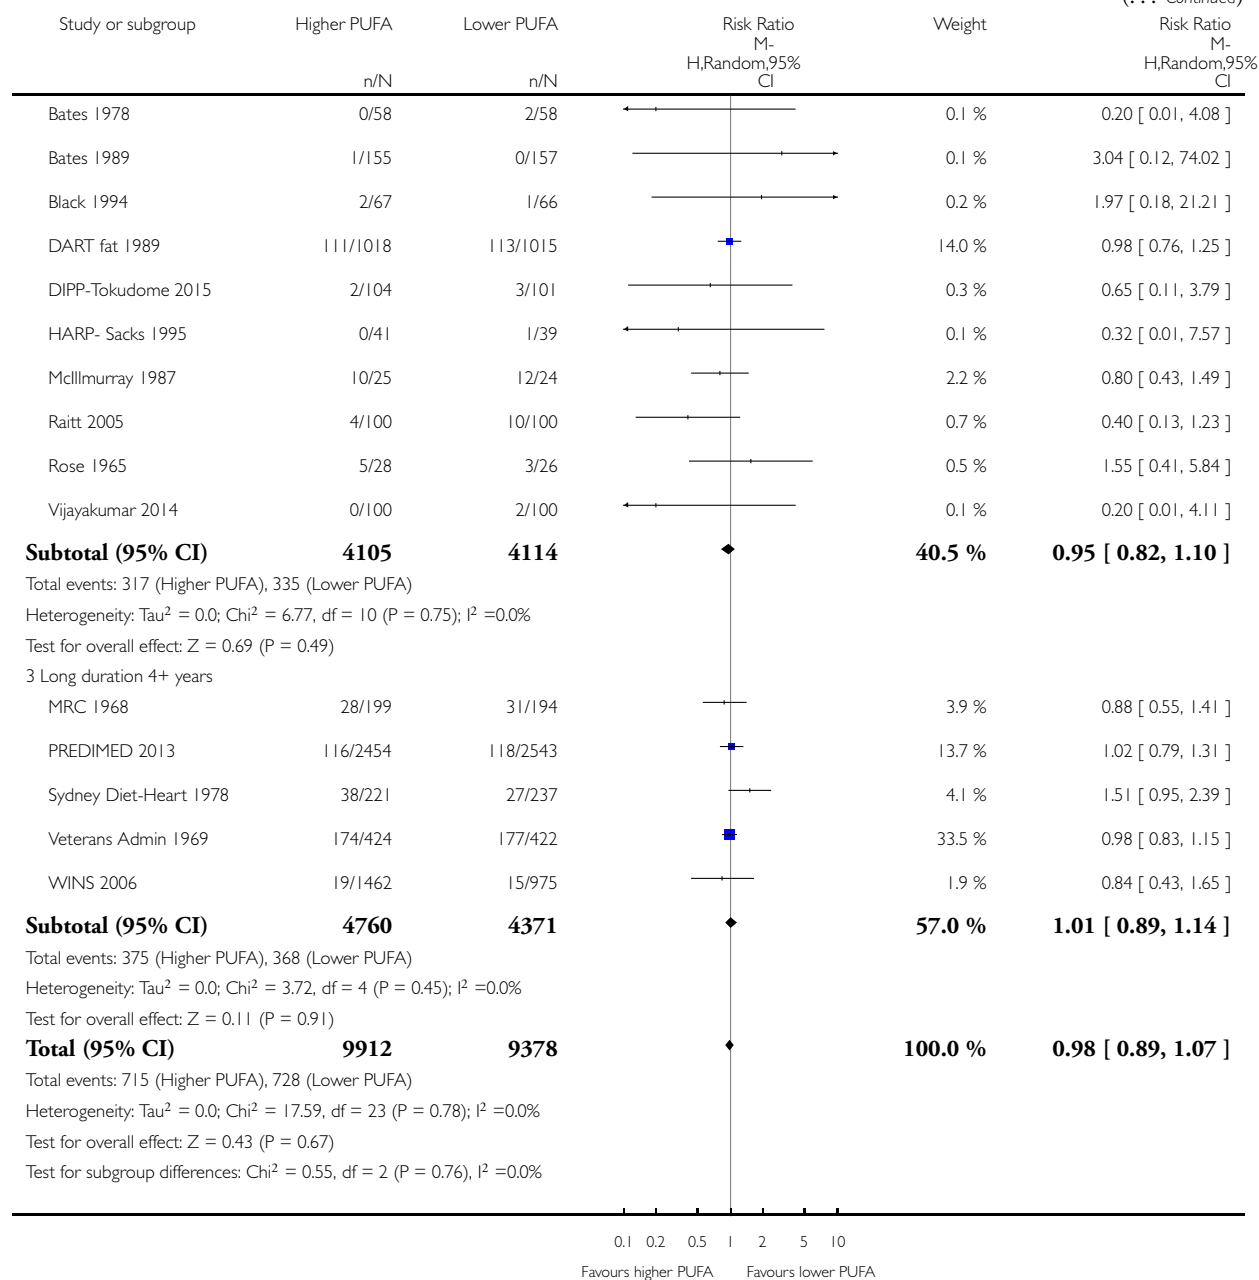 (. . . Continued)
Study or subgroup Higher PUFA Lower PUFA Risk Ratio Weight Risk Ratio
M- M-
H,Random,95% H,Random,95%
n/N n/N CI CI
Bates 1978 0/58 2/58 0.1 % 0.20 [ 0.01, 4.08 ]
Bates 1989 1/155 0/157 0.1 % 3.04 [ 0.12, 74.02 ]
Black 1994 2/67 1/66 0.2 % 1.97 [ 0.18, 21.21 ]
DART fat 1989 111/1018 113/1015 14.0 % 0.98 [ 0.76, 1.25 ]
DIPP-Tokudome 2015 2/104 3/101 0.3 % 0.65 [ 0.11, 3.79 ]
HARP- Sacks 1995 0/41 1/39 0.1 % 0.32 [ 0.01, 7.57 ]
McIllmurray 1987 10/25 12/24 2.2 % 0.80 [ 0.43, 1.49 ]
Raitt 2005 4/100 10/100 0.7 % 0.40 [ 0.13, 1.23 ]
Rose 1965 5/28 3/26 0.5 % 1.55 [ 0.41, 5.84 ]
Vijayakumar 2014 0/100 2/100 0.1 % 0.20 [ 0.01, 4.11 ]
Subtotal (95% CI) 4105 4114 40.5 % 0.95 [ 0.82, 1.10 ]
Total events: 317 (Higher PUFA), 335 (Lower PUFA)
Heterogeneity: Tau² = 0.0; Chi² = 6.77, df = 10 (P = 0.75); I² =0.0%
Test for overall effect: Z = 0.69 (P = 0.49)
3 Long duration 4+ years
MRC 1968 28/199 31/194 3.9 % 0.88 [ 0.55, 1.41 ]
PREDIMED 2013 116/2454 118/2543 13.7 % 1.02 [ 0.79, 1.31 ]
Sydney Diet-Heart 1978 38/221 27/237 4.1 % 1.51 [ 0.95, 2.39 ]
Veterans Admin 1969 174/424 177/422 33.5 % 0.98 [ 0.83, 1.15 ]
WINS 2006 19/1462 15/975 1.9 % 0.84 [ 0.43, 1.65 ]
Subtotal (95% CI) 4760 4371 57.0 % 1.01 [ 0.89, 1.14 ]
Total events: 375 (Higher PUFA), 368 (Lower PUFA)
Heterogeneity: Tau² = 0.0; Chi² = 3.72, df = 4 (P = 0.45); I² =0.0%
Test for overall effect: Z = 0.11 (P = 0.91)
Total (95% CI) 9912 9378 100.0 % 0.98 [ 0.89, 1.07 ]
Total events: 715 (Higher PUFA), 728 (Lower PUFA)
Heterogeneity: Tau² = 0.0; Chi² = 17.59, df = 23 (P = 0.78); I² =0.0%
Test for overall effect: Z = 0.43 (P = 0.67)
Test for subgroup differences: Chi² = 0.55, df = 2 (P = 0.76), I² =0.0%
0.1 0.2 0.5 1 2 5 10
Favours higher PUFA Favours lower PUFA